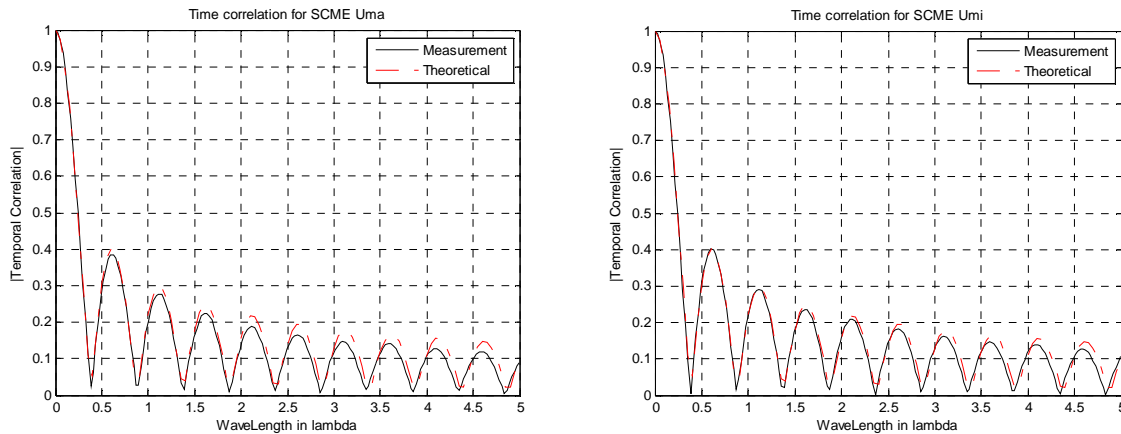 Time correlation for SCME Uma
Measurement
Theoretical
|Temporal Correlation|
1
0.9
0.8
0.7
0.6
0.5
0.4
0.3
0.2
0.1
0
0 0.5 1 1.5 2 2.5 3 3.5 4 4.5 5
WaveLength in lambda
Time correlation for SCME Umi
Measurement
Theoretical
|Temporal Correlation|
1
0.9
0.8
0.7
0.6
0.5
0.4
0.3
0.2
0.1
0
0 0.5 1 1.5 2 2.5 3 3.5 4 4.5 5
WaveLength in lambda